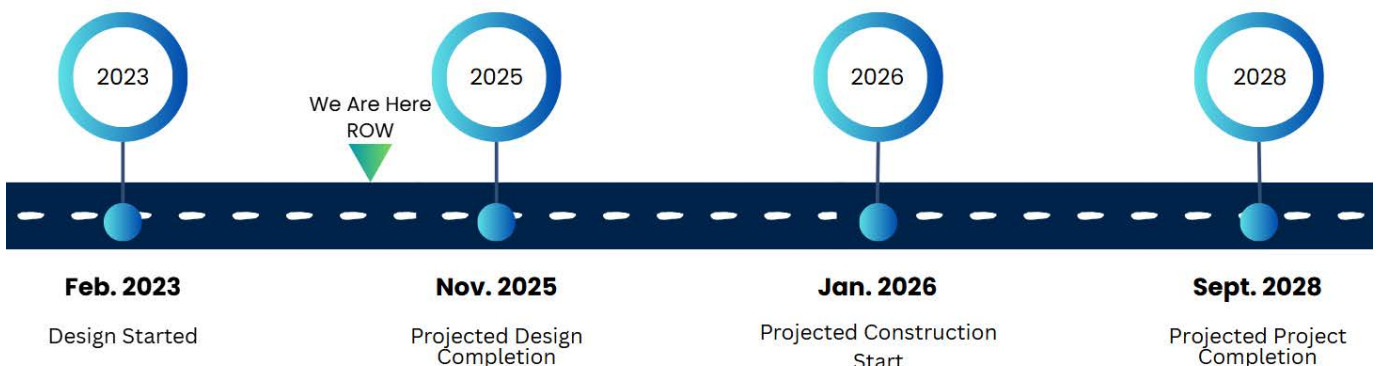 2023
2025
2026
2028
We Are Here
ROW
Feb. 2023
Nov. 2025
Jan. 2026
Sept. 2028
Design Started
Projected Design
Completion
Projected Construction
Start
Projected Project
Completion